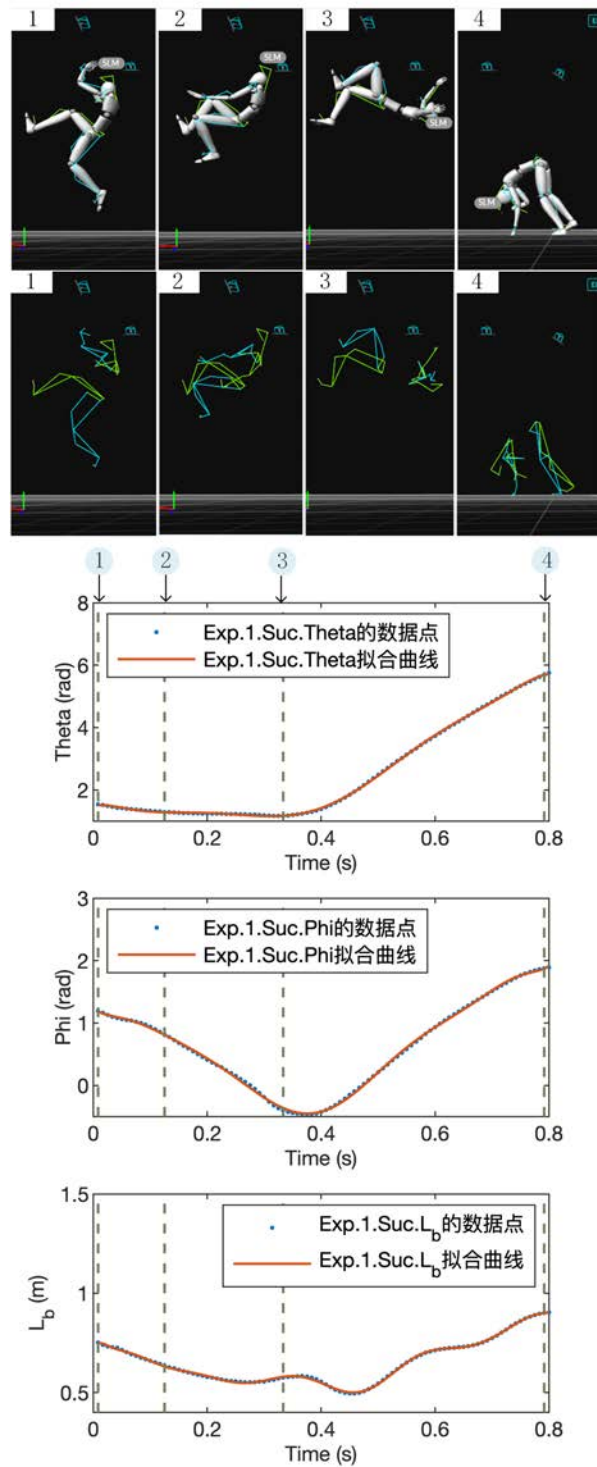 1
2
3
4
SLM
SLM
SLM
SLM
1
2
3
4
1
2
3
4
8
6
4
2
Theta (rad)
Exp.1.Suc.Theta的数据点
Exp.1.Suc.Theta拟合曲线
0
0.2
0.4
0.6
0.8
Time (s)
3
2
1
0
Phi (rad)
Exp.1.Suc.Phi的数据点
Exp.1.Suc.Phi拟合曲线
0
0.2
0.4
0.6
0.8
Time (s)
1.5
1
0.5
L_b (m)
Exp.1.Suc.L_b的数据点
Exp.1.Suc.L_b拟合曲线
0
0.2
0.4
0.6
0.8
Time (s)